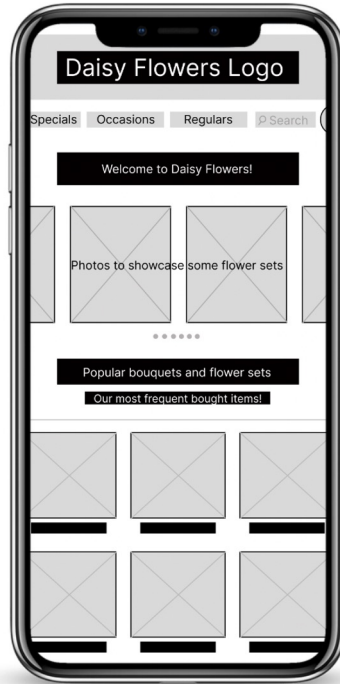 Daisy Flowers Logo
Specials Occasions Regulars Search
Welcome to Daisy Flowers!
Photos to showcase some flower sets
Popular bouquets and flower sets
Our most frequent bought items!